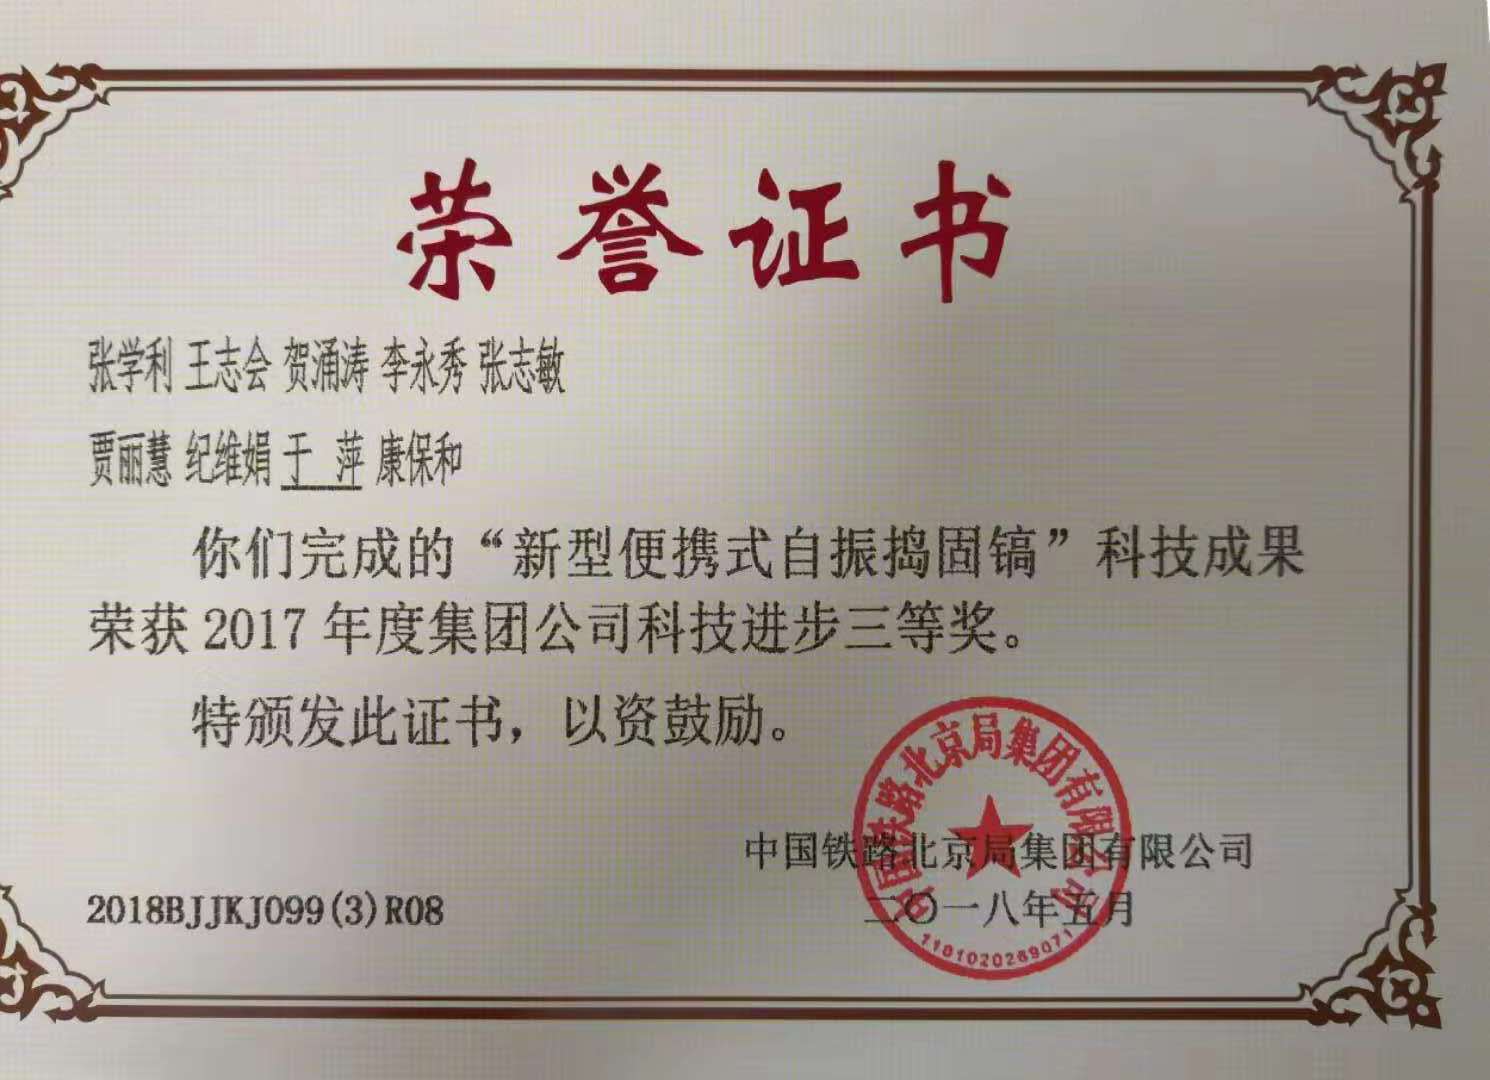 荣誉证书
张学利 王志会 贺涌涛 李永秀 张志敏
贾丽慧 纪维娟 于 萍 康保和
你们完成的“新型便携式自振捣固镐”科技成果
荣获 2017 年度集团公司科技进步三等奖。
特颁发此证书，以资鼓励。
中国铁路北京局集团有限公司
中国铁路北京局集团有限公司
二〇一八年五月
2018BJJKJ099(3)R08
1101020289071